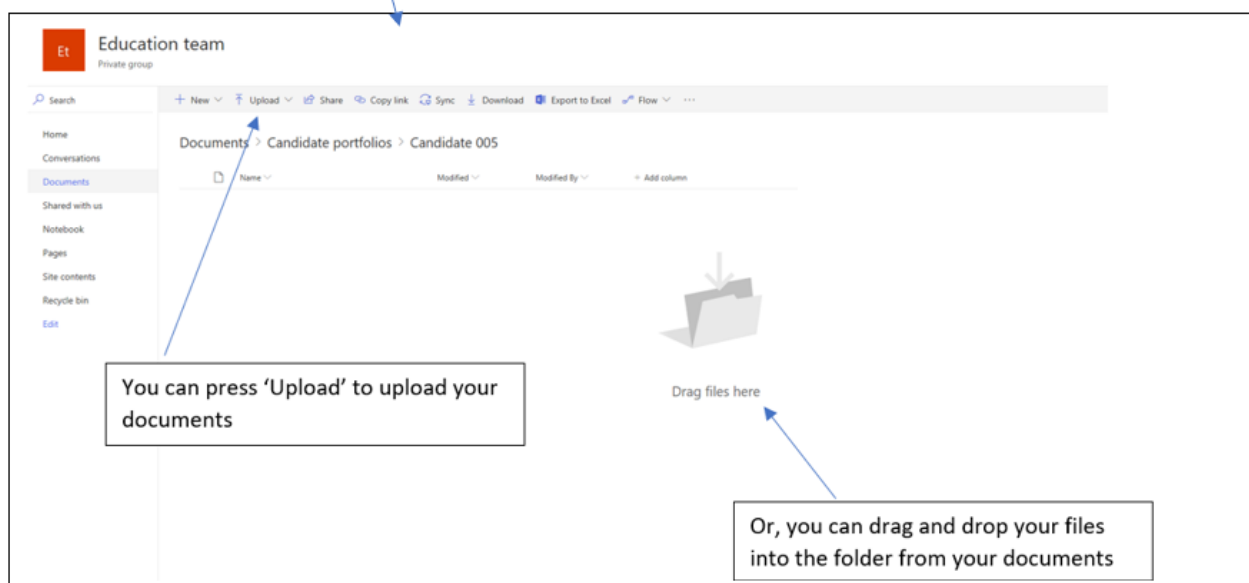 Et
Education team
Private group
Search
+ New Upload Share Copy link Sync Download Export to Excel Flow ...
Home
Conversations
Documents
Shared with us
Notebook
Pages
Site contents
Recycle bin
Edit
Documents > Candidate portfolios > Candidate 005
Name Modified Modified By + Add column
Drag files here
You can press ‘Upload’ to upload your
documents
Or, you can drag and drop your files
into the folder from your documents